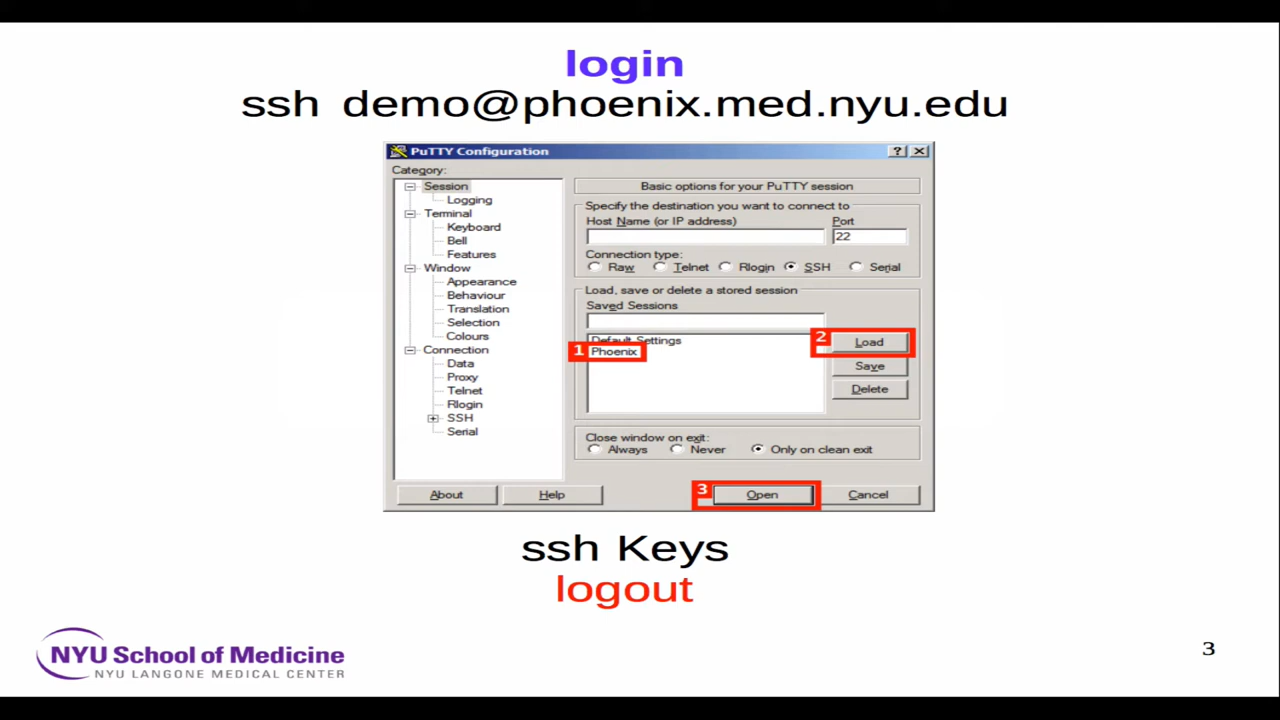 login
ssh demo@phoenix.med.nyu.edu
PuTTY Configuration
?
Category:
Session
Logging
Terminal
Keyboard
Bell
Features
Window
Appearance
Behaviour
Translation
Selection
Colours
Connection
Data
Proxy
Telnet
Rlogin
SSH
Serial
Basic options for your PuTTY session
Specify the destination you want to connect to
Host Name (or IP address) Port
22
Connection type:
Raw Telnet Rlogin SSH Serial
Load, save or delete a stored session
Saved Sessions
Default Settings
1 Phoenix
2 Load
Save
Delete
Close window on exit:
Always Never Only on clean exit
About Help 3 Open Cancel
ssh Keys
logout
NYU School of Medicine
NYU LANGONE MEDICAL CENTER
3